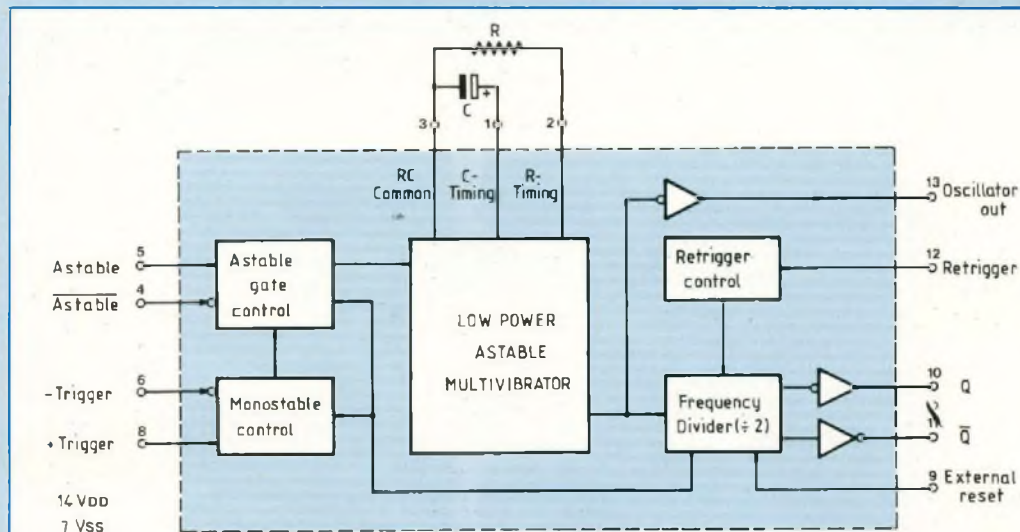 R
C
+
3
1
2
RC Common
C- Timing
R- Timing
13
Oscillator out
Astable
5
Astable
4
Astable gate control
Retrigger control
12
Retrigger
LOW POWER ASTABLE MULTIVIBRATOR
-Trigger
6
+Trigger
8
Monostable control
Frequency Divider(÷2)
10
Q
11
Q̅
9
External reset
14 VDD
7 VSS